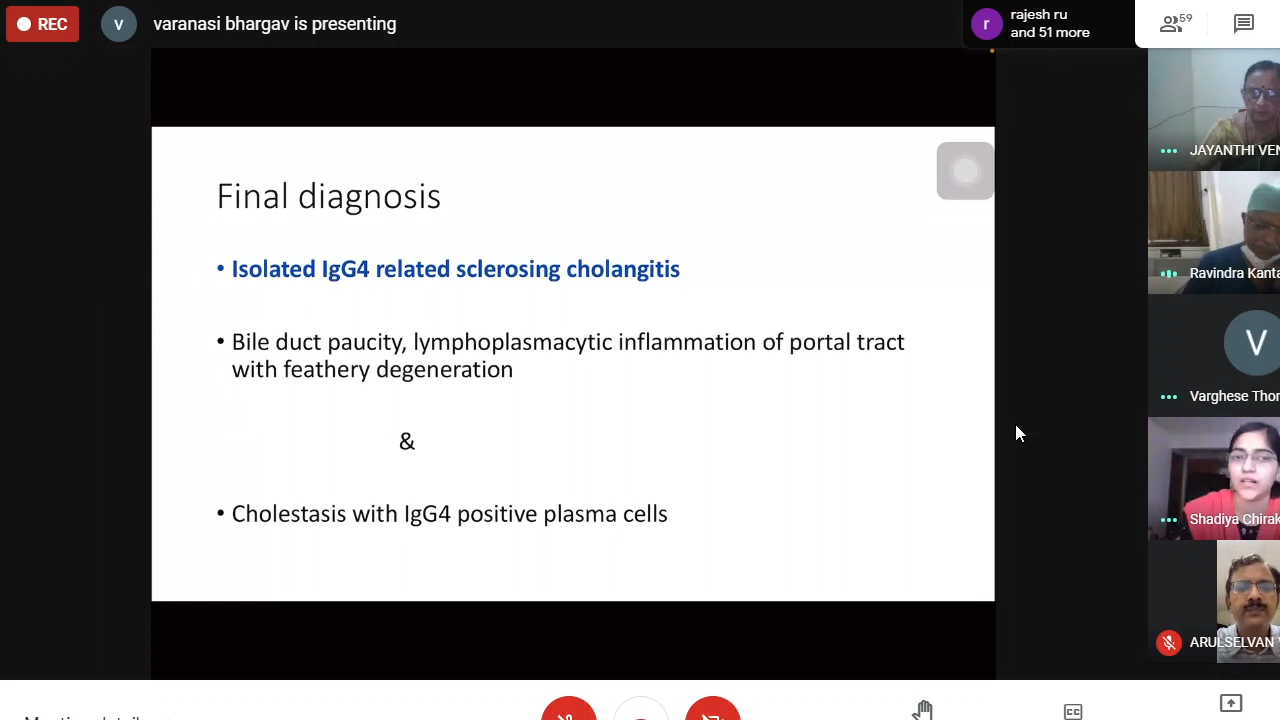 REC
v
varanasi bhargav is presenting
r
rajesh ru
and 51 more
59
Final diagnosis
• Isolated IgG4 related sclerosing cholangitis
• Bile duct paucity, lymphoplasmacytic inflammation of portal tract
with feathery degeneration
&
• Cholestasis with IgG4 positive plasma cells
JAYANTHI VEN
Ravindra Kanta
V
Varghese Thor
Shadiya Chirak
ARULSELVAN V
CC